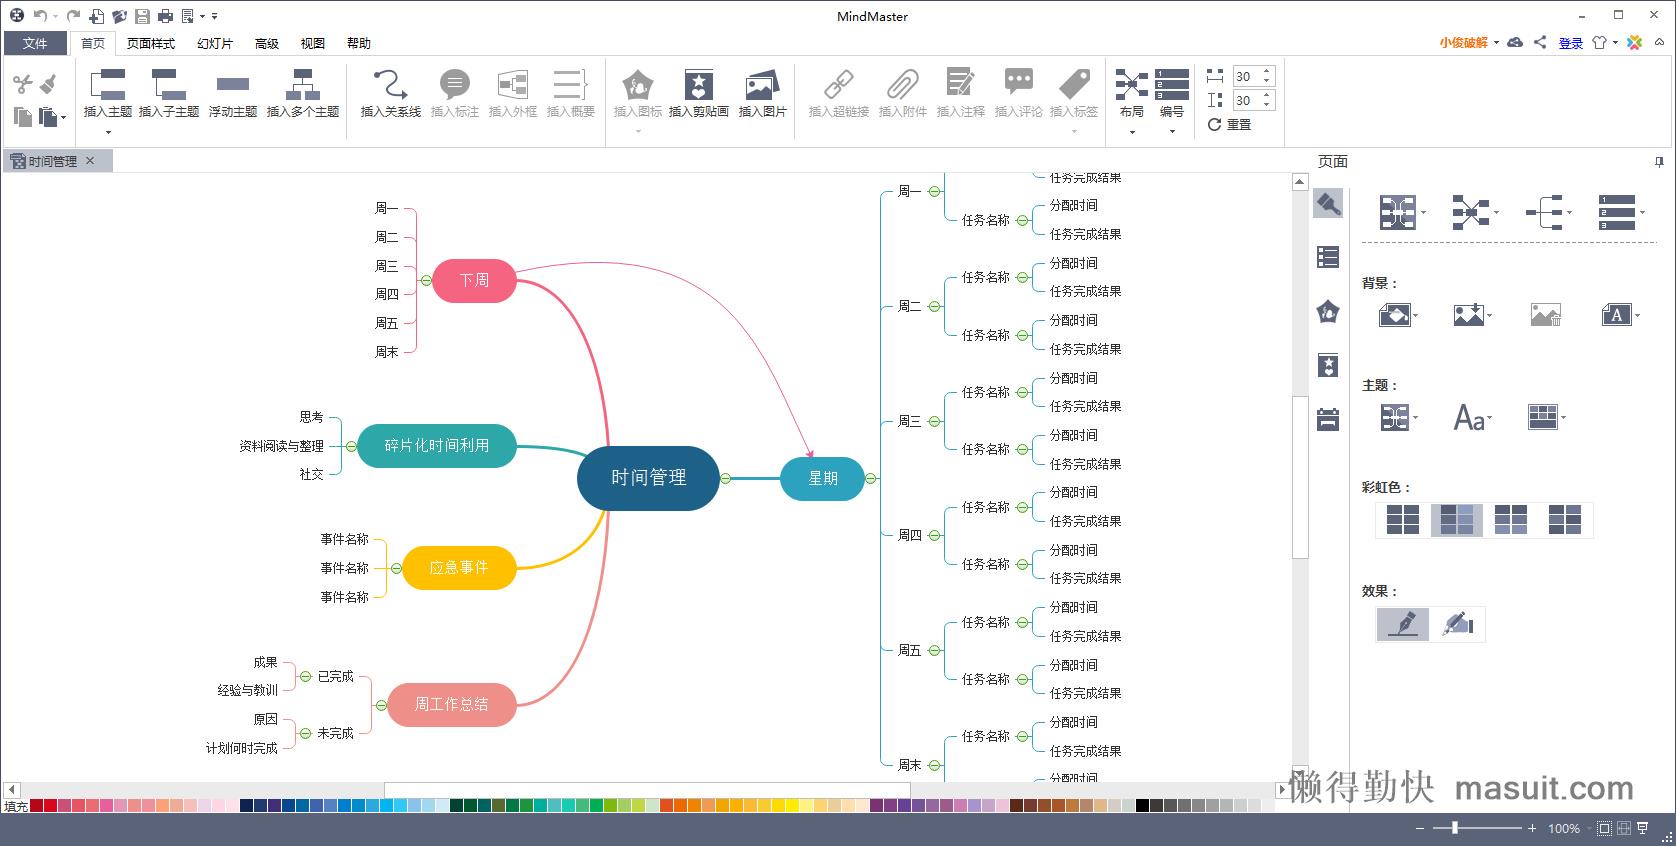 MindMaster
文件 首页 页面样式 幻灯片 高级 视图 帮助
小俊破解 登录
插入主题 插入子主题 浮动主题 插入多个主题 插入关系线 插入标注 插入外框 插入概要 插入图标 插入剪贴画 插入图片 插入超链接 插入附件 插入注释 插入评论 插入标签 布局 编号
30
30
重置
时间管理
页面
周一
周二
周三
周四
周五
周末
下周
思考
资料阅读与整理
社交
碎片化时间利用
事件名称
事件名称
事件名称
应急事件
成果
经验与教训
已完成
原因
计划何时完成
未完成
周工作总结
时间管理
星期
周一
任务完成结果
任务名称
分配时间
任务完成结果
周二
任务名称
分配时间
任务完成结果
任务名称
分配时间
任务完成结果
周三
任务名称
分配时间
任务完成结果
任务名称
分配时间
任务完成结果
周四
任务名称
分配时间
任务完成结果
任务名称
分配时间
任务完成结果
周五
任务名称
分配时间
任务完成结果
任务名称
分配时间
任务完成结果
周末
任务名称
分配时间
任务完成结果
分配时间
背景：
主题：
Aa
彩虹色：
效果：
填充
懒得勤快 masuit.com
100%